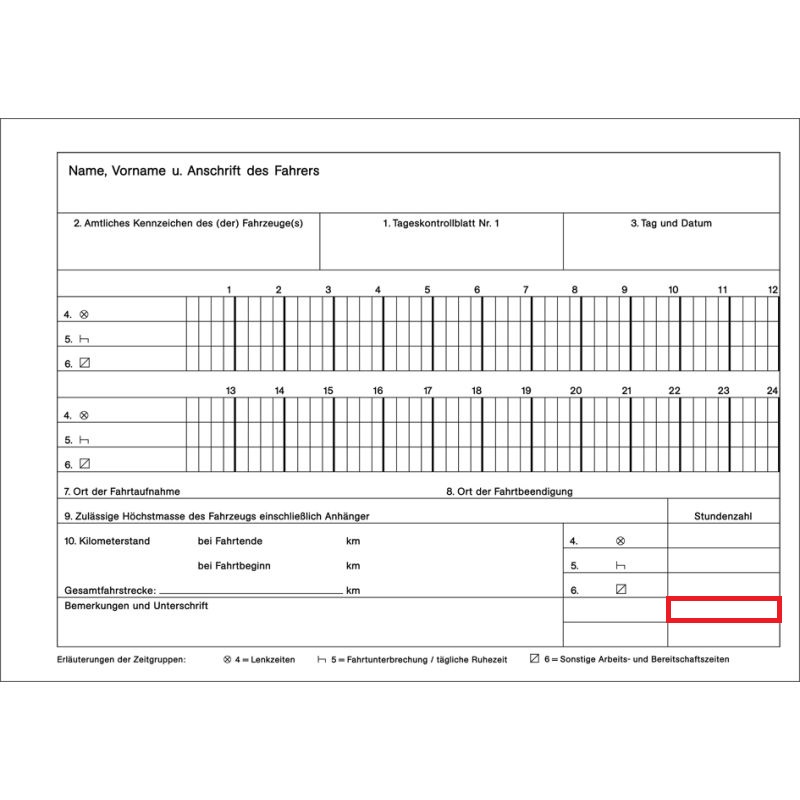 Name, Vorname u. Anschrift des Fahrers
2. Amtliches Kennzeichen des (der) Fahrzeuge(s) 1. Tageskontrollblatt Nr. 1 3. Tag und Datum
1 2 3 4 5 6 7 8 9 10 11 12
4. ⊗
5.
6.
13 14 15 16 17 18 19 20 21 22 23 24
4. ⊗
5.
6.
7. Ort der Fahrtaufnahme 8. Ort der Fahrtbeendigung
9. Zulässige Höchstmasse des Fahrzeugs einschließlich Anhänger Stundenzahl
10. Kilometerstand bei Fahrtende km 4. ⊗
bei Fahrtbeginn km 5.
Gesamtfahrstrecke: km 6.
Bemerkungen und Unterschrift
Erläuterungen der Zeitgruppen: ⊗ 4 = Lenkzeiten 5 = Fahrtunterbrechung / tägliche Ruhezeit 6 = Sonstige Arbeits- und Bereitschaftszeiten